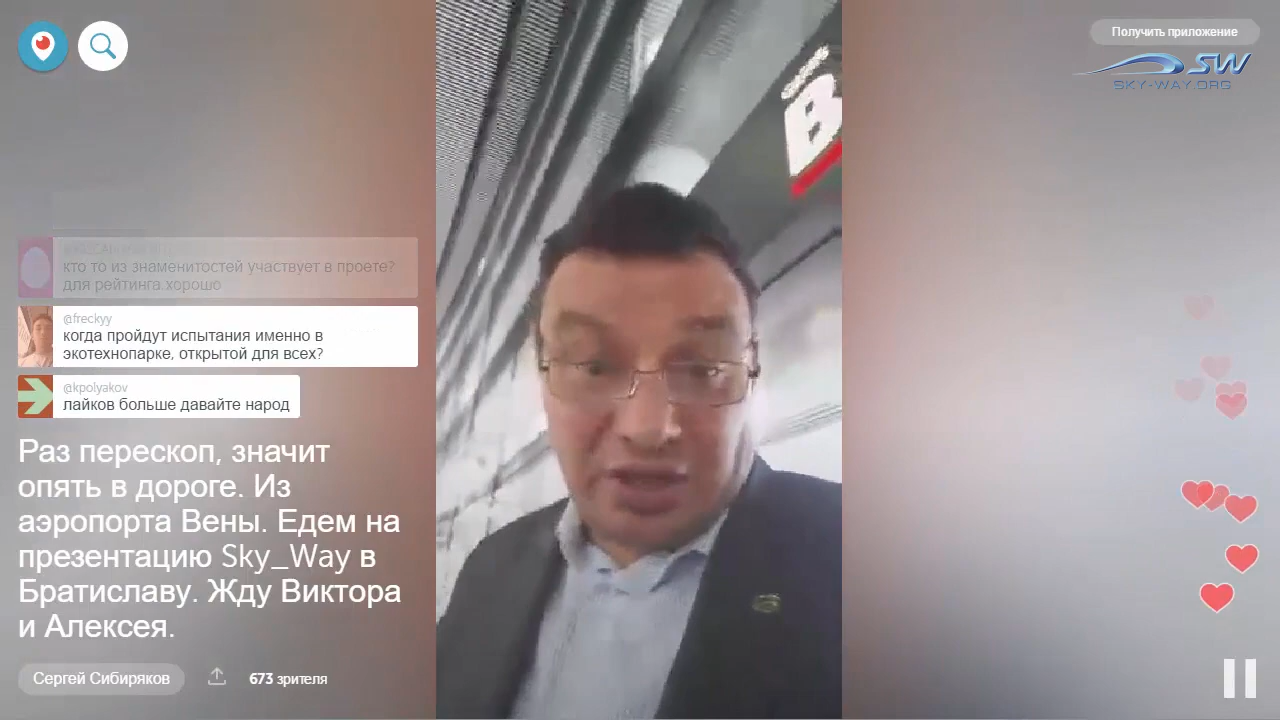 Получить приложение
SW
SKY-WAY.ORG
B
кто то из знаменитостей участвует в проете?
для рейтинга хорошо
@freckyy
когда пройдут испытания именно в
экотехнопарке, открытой для всех?
@kpolyakov
лайков больше давайте народ
Раз перескоп, значит
опять в дороге. Из
аэропорта Вены. Едем на
презентацию Sky_Way в
Братиславу. Жду Виктора
и Алексея.
Сергей Сибиряков
673 зрителя